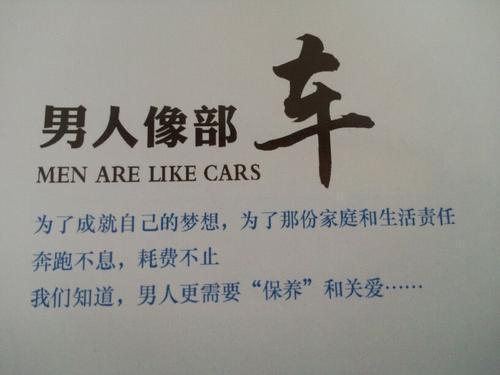 男人像部车
MEN ARE LIKE CARS
为了成就自己的梦想，为了那份家庭和生活责任
奔跑不息，耗费不止
我们知道，男人更需要“保养”和关爱……